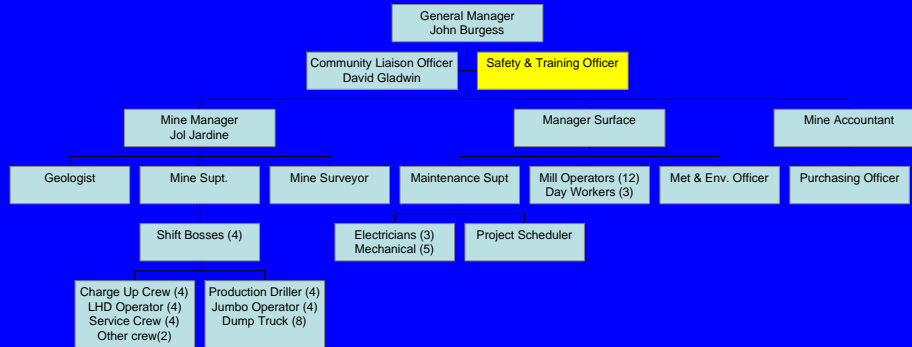 General Manager
John Burgess
Community Liaison Officer
David Gladwin
Safety & Training Officer
Mine Manager
Jol Jardine
Manager Surface
Mine Accountant
Geologist
Mine Supt.
Mine Surveyor
Maintenance Supt
Mill Operators (12)
Day Workers (3)
Met & Env. Officer
Purchasing Officer
Shift Bosses (4)
Electricians (3)
Mechanical (5)
Project Scheduler
Charge Up Crew (4)
LHD Operator (4)
Service Crew (4)
Other crew(2)
Production Driller (4)
Jumbo Operator (4)
Dump Truck (8)